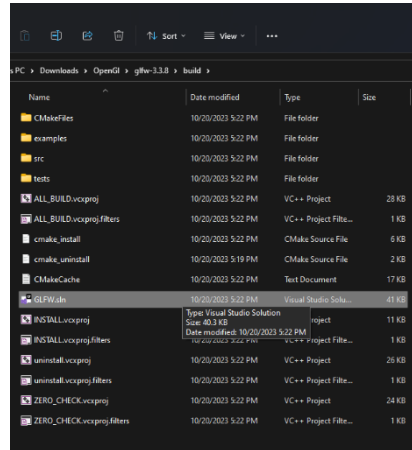 Sort
View
s PC > Downloads > OpenGl > glfw-3.3.8 > build >
Name Date modified Type Size
CMakeFiles 10/20/2023 5:22 PM File folder
examples 10/20/2023 5:22 PM File folder
src 10/20/2023 5:22 PM File folder
tests 10/20/2023 5:22 PM File folder
ALL_BUILD.vcxproj 10/20/2023 5:22 PM VC++ Project 28 KB
ALL_BUILD.vcxproj.filters 10/20/2023 5:22 PM VC++ Project Filte... 1 KB
cmake_install 10/20/2023 5:22 PM CMake Source File 6 KB
cmake_uninstall 10/20/2023 5:19 PM CMake Source File 2 KB
CMakeCache 10/20/2023 5:22 PM Text Document 17 KB
GLFW.sln 10/20/2023 5:22 PM Visual Studio Solu... 41 KB
Type: Visual Studio Solution
INSTALL.vcxproj roject 11 KB
Size: 40.3 KB
Date modified: 10/20/2023 5:22 PM
INSTALL.vcxproj.filters 10/20/2023 5:22 PM VC++ Project Filte... 1 KB
uninstall.vcxproj 10/20/2023 5:22 PM VC++ Project 26 KB
uninstall.vcxproj.filters 10/20/2023 5:22 PM VC++ Project Filte... 1 KB
ZERO_CHECK.vcxproj 10/20/2023 5:22 PM VC++ Project 24 KB
ZERO_CHECK.vcxproj.filters 10/20/2023 5:22 PM VC++ Project Filte... 1 KB